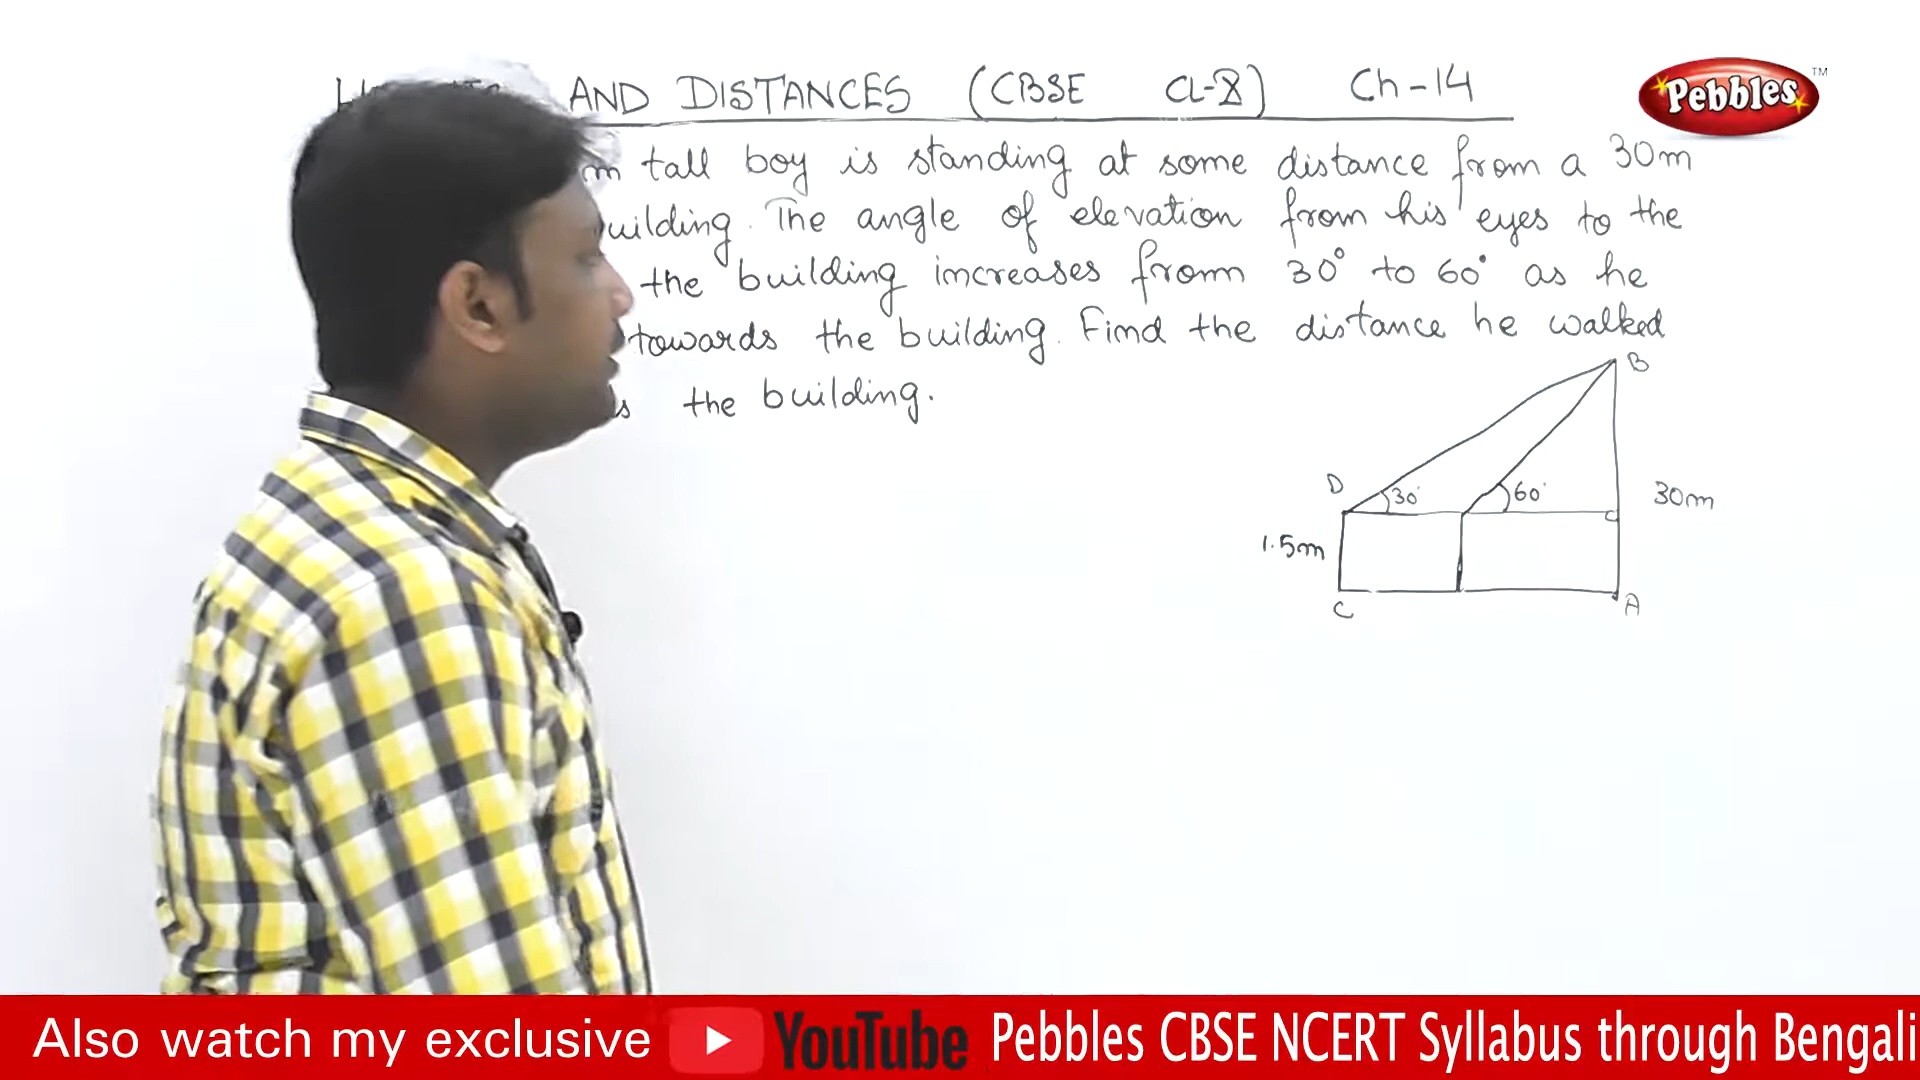 AND DISTANCES (CBSE Cl-X) Ch-14
Pebbles TM
m tall boy is standing at some distance from a 30m
uilding. The angle of elevation from his eyes to the
the building increases from 30° to 60° as he
towards the building. Find the distance he walked
s the building.
B
D 30° 60° C 30m
1.5m
C A
Also watch my exclusive YouTube Pebbles CBSE NCERT Syllabus through Bengali